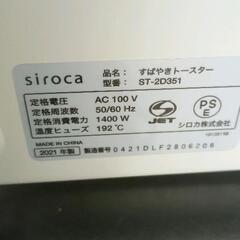 siroca
品名: すばやきトースター
型番: ST-2D351
定格電圧 AC 100 V
定格周波数 50/60 Hz
定格消費電力 1400 W
温度ヒューズ 192 ℃
JET
PS
E
シロカ株式会社
MADE IN CHINA
2021 年製
製造番号 0421DLF2806206